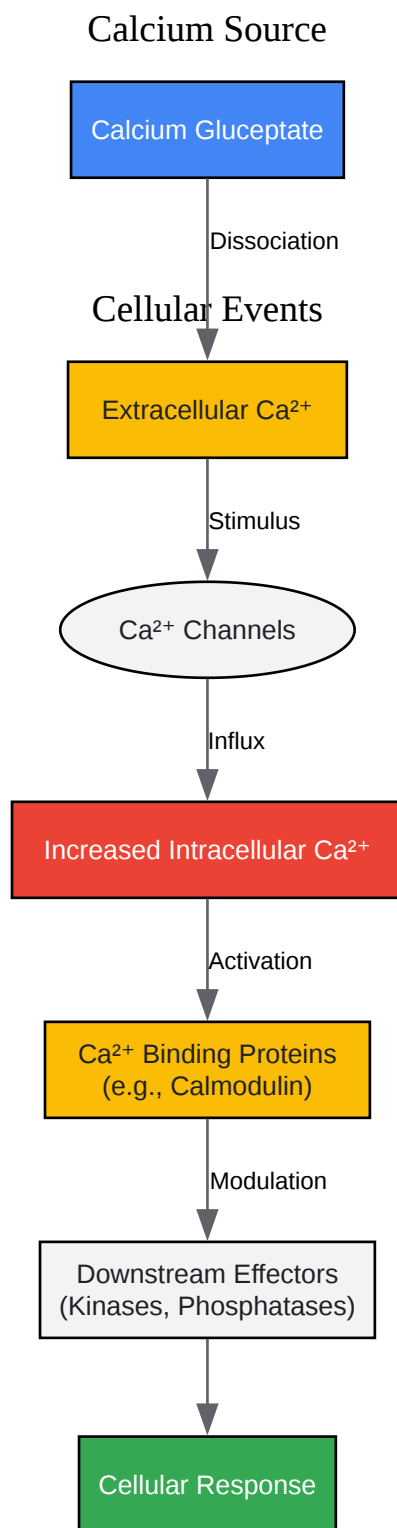 Calcium Source
Calcium Gluceptate
Dissociation
Cellular Events
Extracellular Ca²⁺
Stimulus
Ca²⁺ Channels
Influx
Increased Intracellular Ca²⁺
Activation
Ca²⁺ Binding Proteins
(e.g., Calmodulin)
Modulation
Downstream Effectors
(Kinases, Phosphatases)
Cellular Response